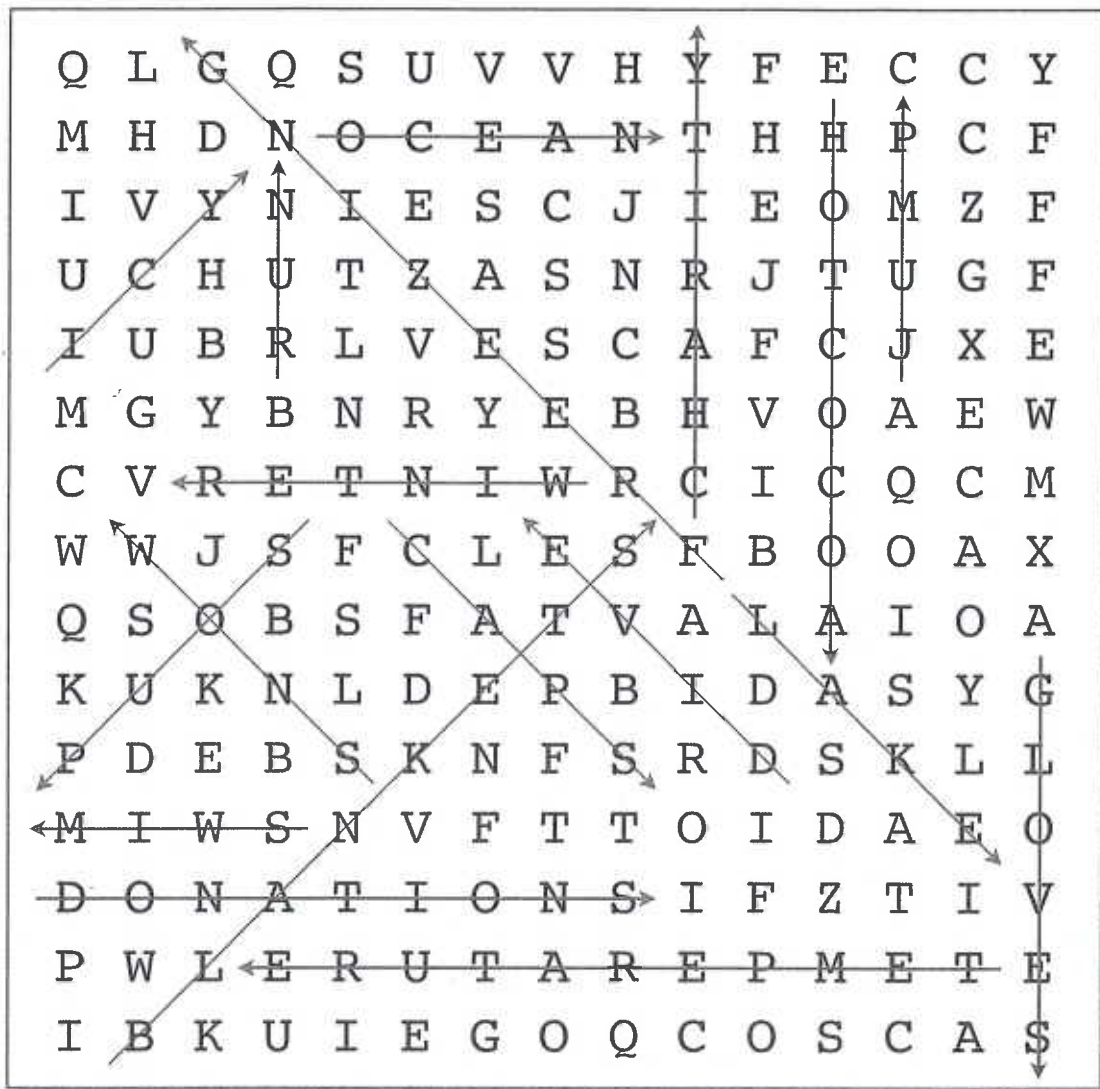 Q L G Q S U V V H Y F E C C Y
M H D N O C E A N T H H P C F
I V Y N I E S C J I E O M Z F
U C H U T Z A S N R J T U G F
I U B R L V E S C A F C J X E
M G Y B N R Y E B H V O A E W
C V R E T N I W R C I C Q C M
W W J S F C L E S F B O O A X
Q S O B S F A T V A L A I O A
K U K N L D E P B I D A S Y G
P D E B S K N F S R D S K L L
M I W S N V F T T O I D A E O
D O N A T I O N S I F Z T I V
P W L E R U T A R E P M E T E
I B K U I E G O Q C O S C A S